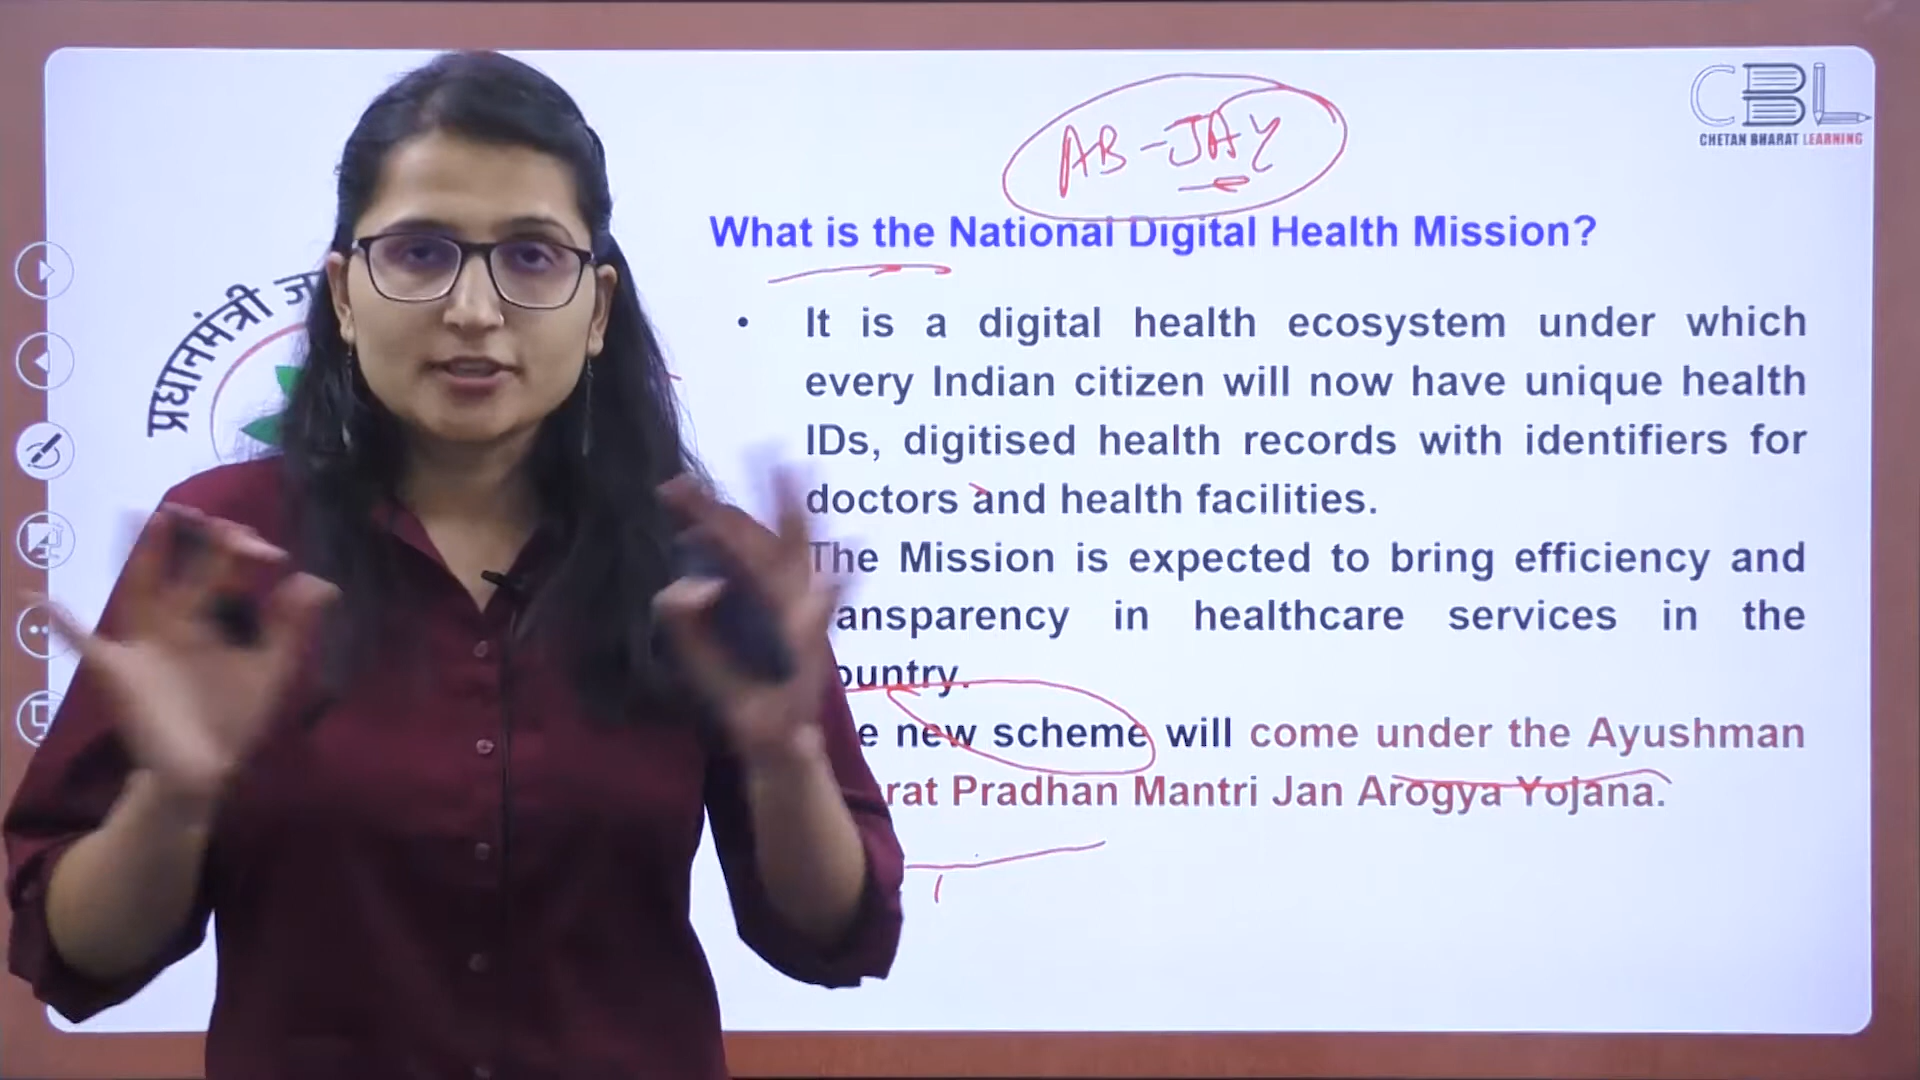 CBL
CHETAN BHARAT LEARNING
AB-JAY
What is the National Digital Health Mission?
प्रधानमंत्री
• It is a digital health ecosystem under which
every Indian citizen will now have unique health
IDs, digitised health records with identifiers for
doctors and health facilities.
The Mission is expected to bring efficiency and
ansparency in healthcare services in the
ountry.
e new scheme will come under the Ayushman
rat Pradhan Mantri Jan Arogya Yojana.